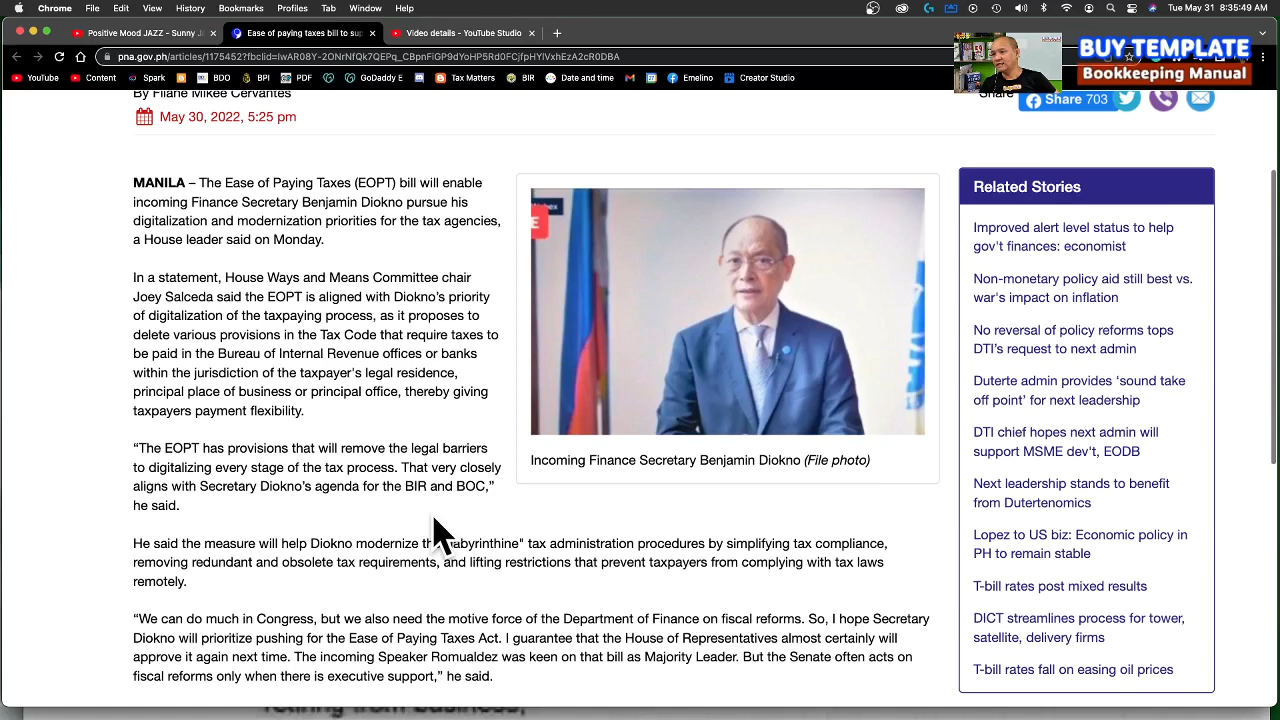 Chrome File Edit View History Bookmarks Profiles Tab Window Help Tue May 31 8:35:49 AM
Positive Mood JAZZ - Sunny J
Ease of paying taxes bill to sup
Video details - YouTube Studio
pna.gov.ph/articles/1175452?fbclid=IwAR08Y-2ONrNfQk7QEPq_CBpnFiGP9dYoHP5Rd0FCjfpHYlVxhEzA2cR0DBA
YouTube Content Spark BDO BPI PDF GoDaddy E Tax Matters BIR Date and time Emelino Creator Studio
BUY TEMPLATE
Bookkeeping Manual
By Filane Mikee Cervantes
May 30, 2022, 5:25 pm
Share
Share 703
MANILA – The Ease of Paying Taxes (EOPT) bill will enable
incoming Finance Secretary Benjamin Diokno pursue his
digitalization and modernization priorities for the tax agencies,
a House leader said on Monday.
In a statement, House Ways and Means Committee chair
Joey Salceda said the EOPT is aligned with Diokno’s priority
of digitalization of the taxpaying process, as it proposes to
delete various provisions in the Tax Code that require taxes to
be paid in the Bureau of Internal Revenue offices or banks
within the jurisdiction of the taxpayer's legal residence,
principal place of business or principal office, thereby giving
taxpayers payment flexibility.
“The EOPT has provisions that will remove the legal barriers
to digitalizing every stage of the tax process. That very closely
aligns with Secretary Diokno’s agenda for the BIR and BOC,”
he said.
Incoming Finance Secretary Benjamin Diokno (File photo)
He said the measure will help Diokno modernize labyrinthine" tax administration procedures by simplifying tax compliance,
removing redundant and obsolete tax requirements, and lifting restrictions that prevent taxpayers from complying with tax laws
remotely.
“We can do much in Congress, but we also need the motive force of the Department of Finance on fiscal reforms. So, I hope Secretary
Diokno will prioritize pushing for the Ease of Paying Taxes Act. I guarantee that the House of Representatives almost certainly will
approve it again next time. The incoming Speaker Romualdez was keen on that bill as Majority Leader. But the Senate often acts on
fiscal reforms only when there is executive support,” he said.
Related Stories
Improved alert level status to help
gov't finances: economist
Non-monetary policy aid still best vs.
war's impact on inflation
No reversal of policy reforms tops
DTI’s request to next admin
Duterte admin provides ‘sound take
off point’ for next leadership
DTI chief hopes next admin will
support MSME dev't, EODB
Next leadership stands to benefit
from Dutertenomics
Lopez to US biz: Economic policy in
PH to remain stable
T-bill rates post mixed results
DICT streamlines process for tower,
satellite, delivery firms
T-bill rates fall on easing oil prices